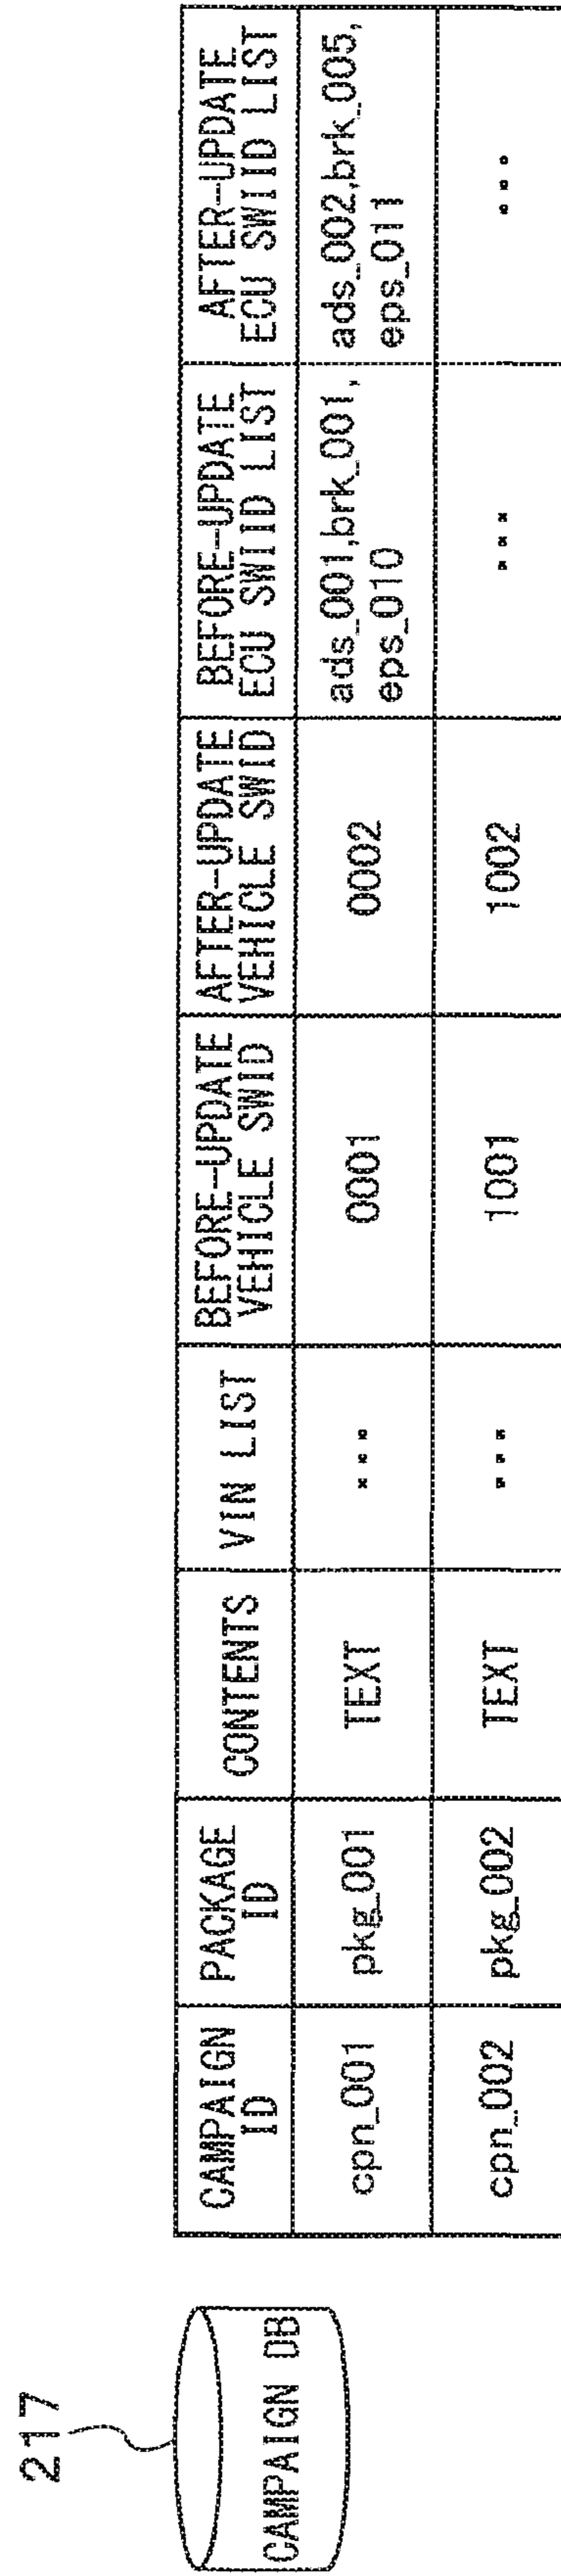 217
CAMPAIGN DB
CAMPAIGN
ID
PACKAGE
ID
CONTENTS
VIN LIST
BEFORE-UPDATE
VEHICLE SWID
AFTER-UPDATE
VEHICLE SWID
BEFORE-UPDATE
ECU SWIID LIST
AFTER-UPDATE
ECU SWIID LIST
cpn_001
pkg_001
TEXT
...
0001
0002
ads_001,brk_001,
eps_010
ads_002,brk_005,
eps_011
cpn_002
pkg_002
TEXT
...
1001
1002
...
...